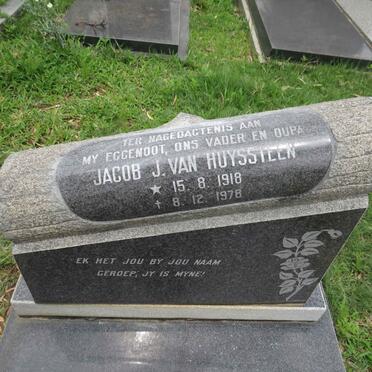 TER NAGEDAGTENIS AAN
MY EGGENOOT, ONS VADER EN OUPA
JACOB J. VAN HUYSSTEEN
★ 15. 8. 1918
✝ 8. 12. 1978
EK HET JOU BY JOU NAAM
GEROEP, JY IS MYNE!